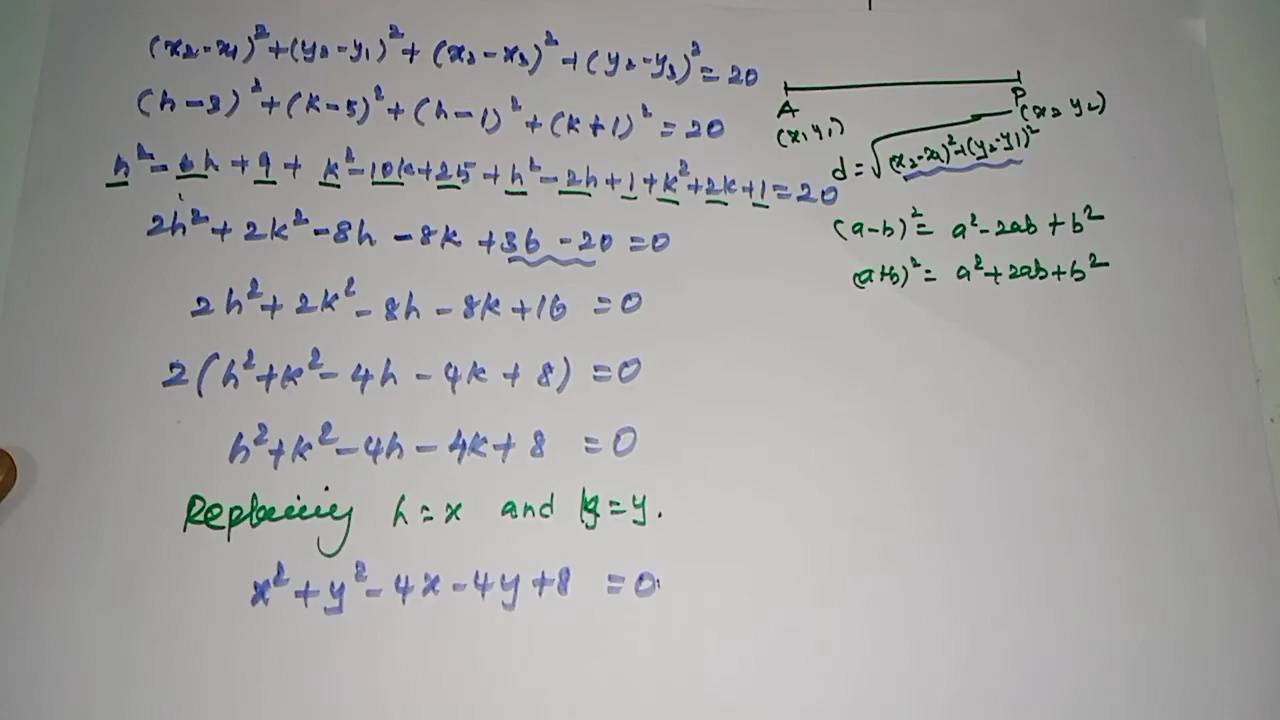 (x₂-x₁)²+(y₂-y₁)²+(x₂-x₃)²+(y₂-y₃)²=20
(h-3)²+(k-5)²+(h-1)²+(k+1)²=20
h²-6h+9+k²-10k+25+h²-2h+1+k²+2k+1=20
2h²+2k²-8h-8k+36-20=0
2h²+2k²-8h-8k+16=0
2(h²+k²-4h-4k+8)=0
h²+k²-4h-4k+8=0
Replacing h=x and k=y.
x²+y²-4x-4y+8=0
A P
(x₁y₁) (x₂ y₂)
d=√(x₂-x₁)²+(y₂-y1)²
(a-b)²= a²-2ab+b²
(a+b)²= a²+2ab+b²